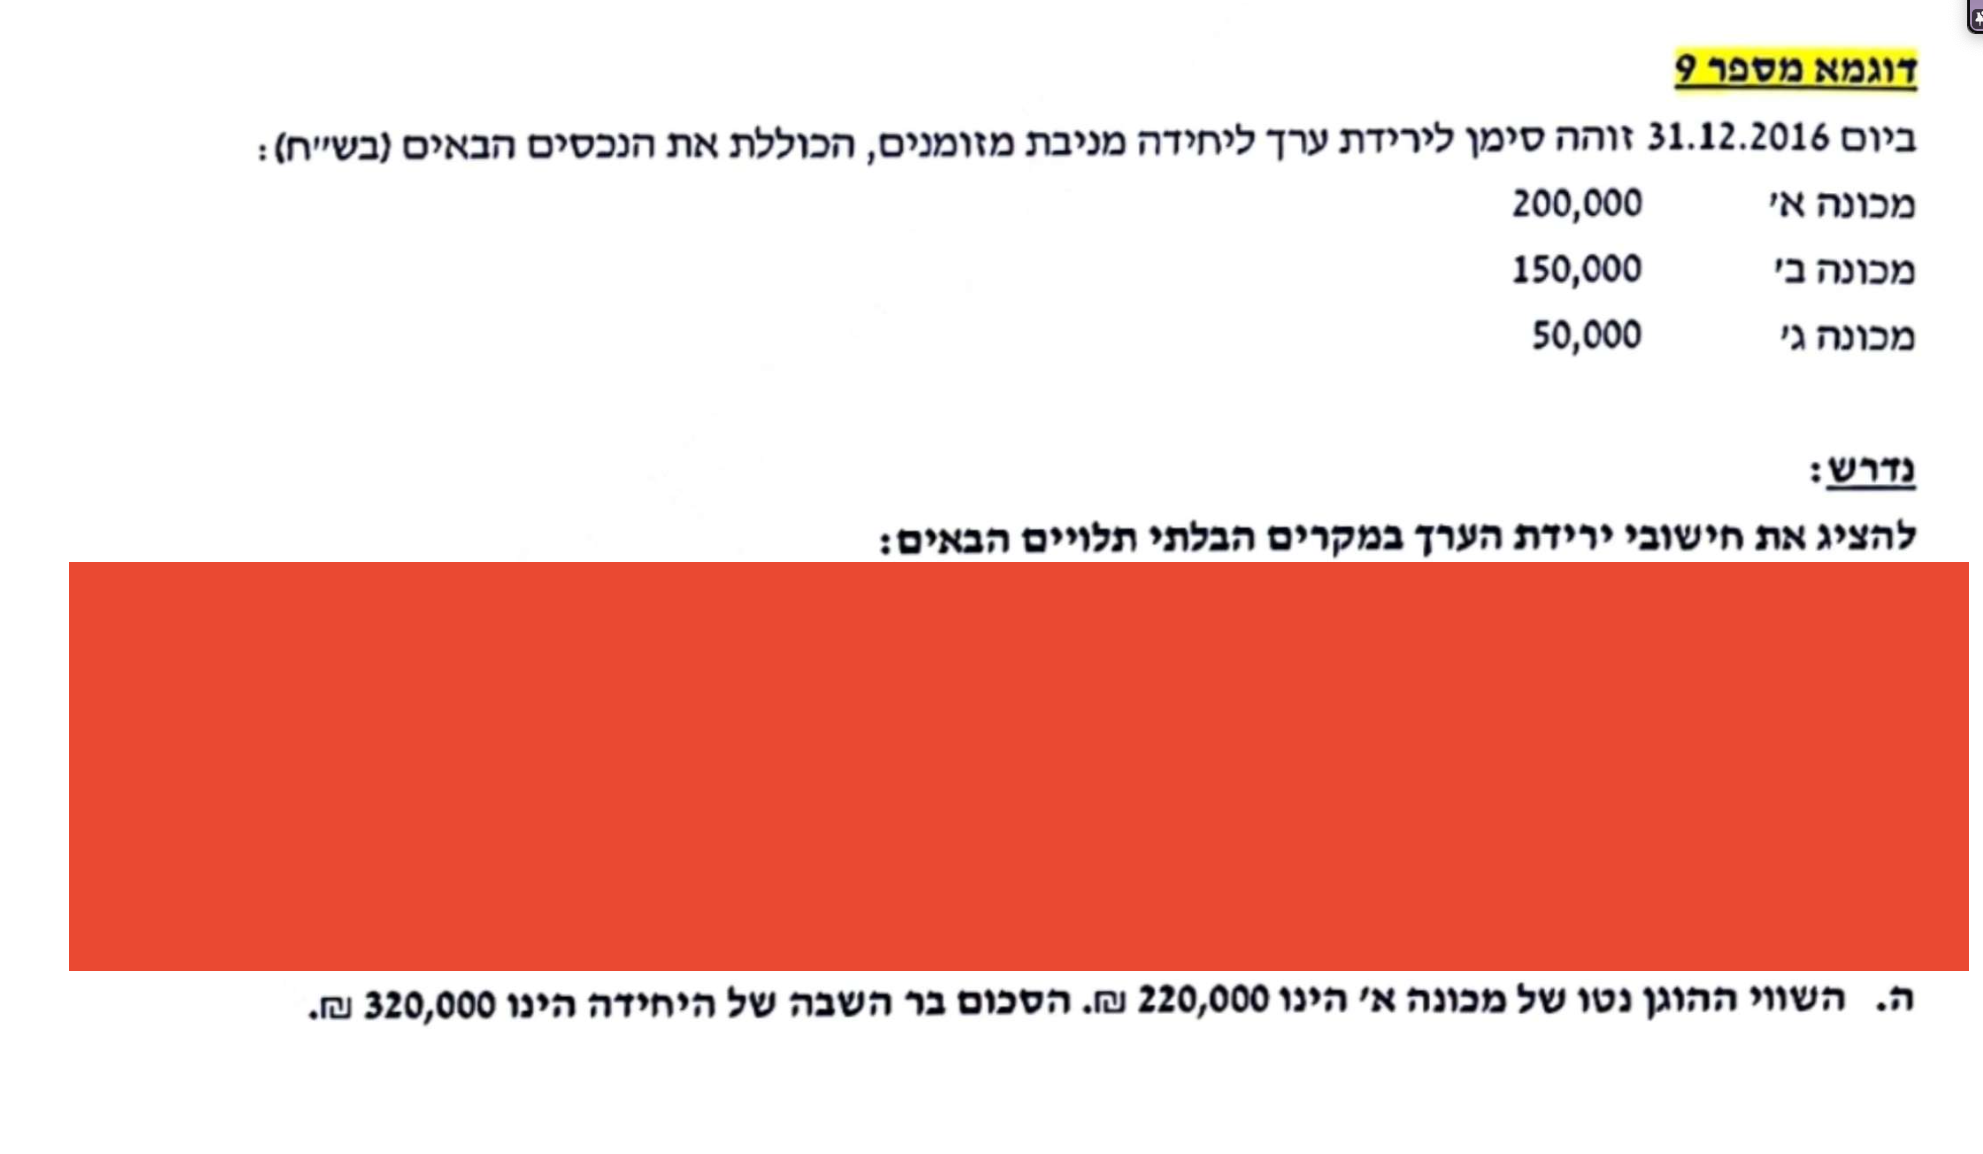 דוגמא מספר 9
ביום 31.12.2016 זוהה סימן לירידת ערך ליחידה מניבת מזומנים, הכוללת את הנכסים הבאים (בש״ח):
מכונה א׳ 200,000
מכונה ב׳ 150,000
מכונה ג׳ 50,000
נדרש:
להציג את חישובי ירידת הערך במקרים הבלתי תלויים הבאים:
ה. השווי ההוגן נטו של מכונה א׳ הינו 220,000 ₪. הסכום בר השבה של היחידה הינו 320,000 ₪.